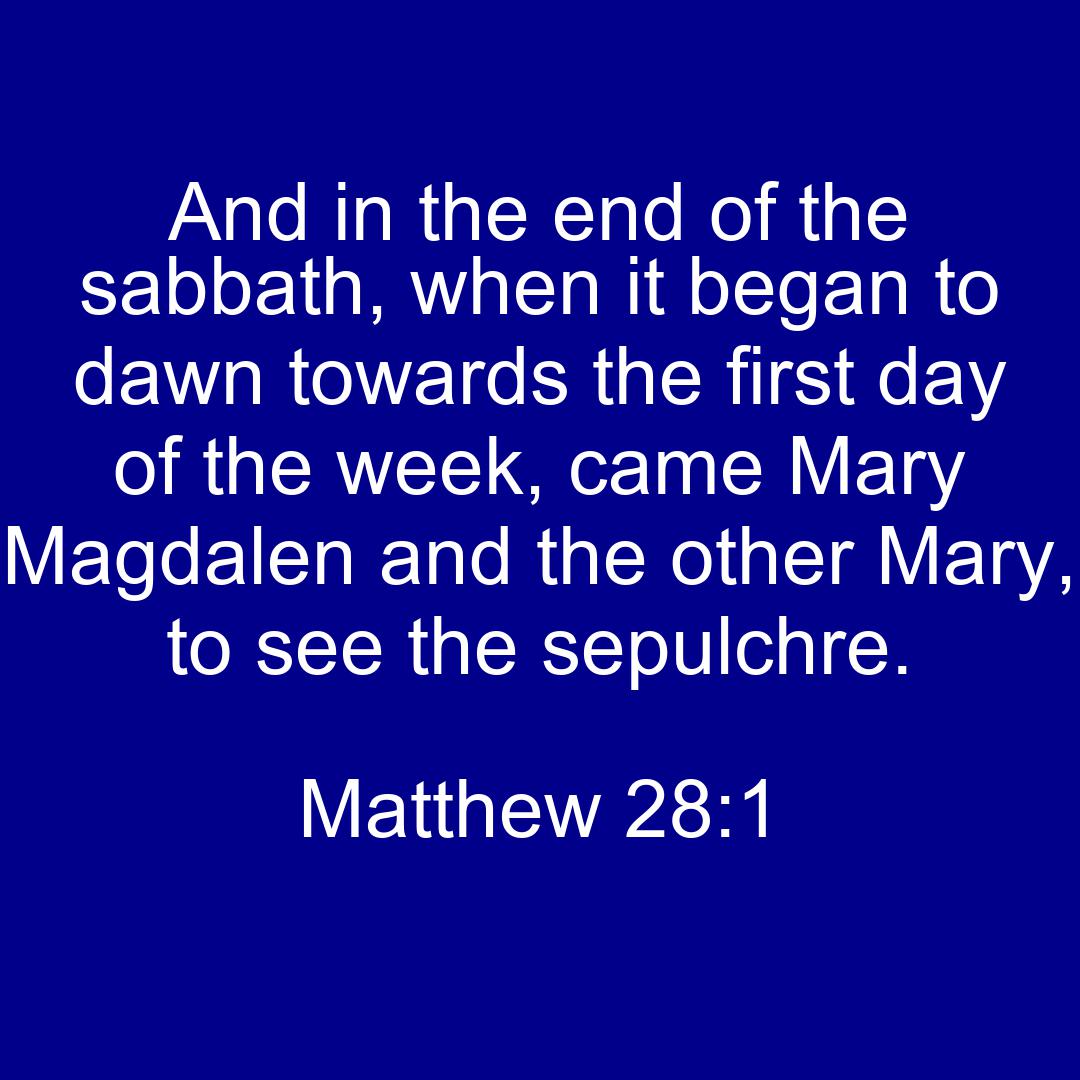 And in the end of the
sabbath, when it began to
dawn towards the first day
of the week, came Mary
Magdalen and the other Mary,
to see the sepulchre.
Matthew 28:1